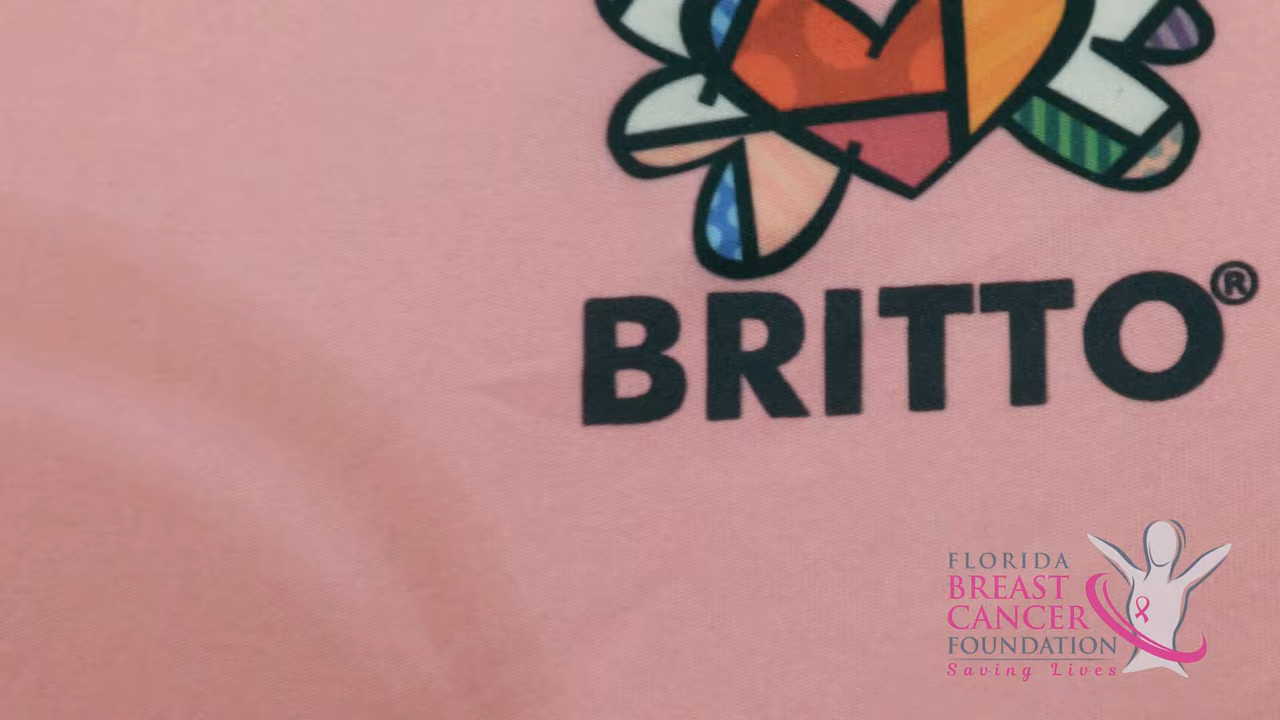 BRITTO®
FLORIDA
BREAST
CANCER
FOUNDATION
Saving Lives